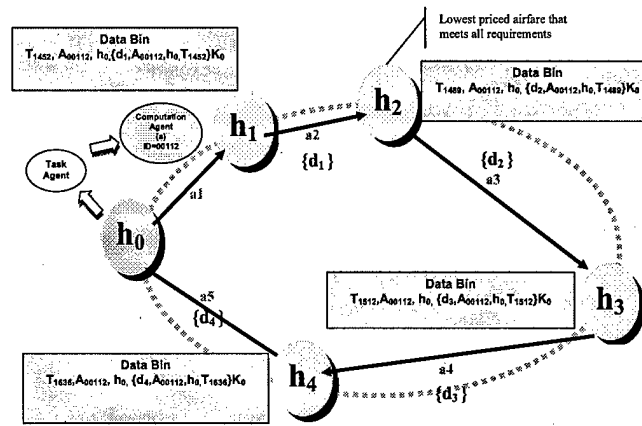 Lowest priced airfare that
meets all requirements
Data Bin
T1452, A00112, h0,{d1,A00112,h0,T1452}K0
Data Bin
T1489, A00112, h0, {d2,A00112,h0,T1489}K0
h2
Computation
Agent
(a)
ID=00112
h1
a2
{d1}
{d2}
a3
Task
Agent
a1
h0
Data Bin
T1512, A00112, h0, {d3,A00112,h0,T1512}K0
h3
a5
{d4}
Data Bin
T1636,A00112, h0, {d4,A00112,h0,T1636}K0
h4
a4
{d3}